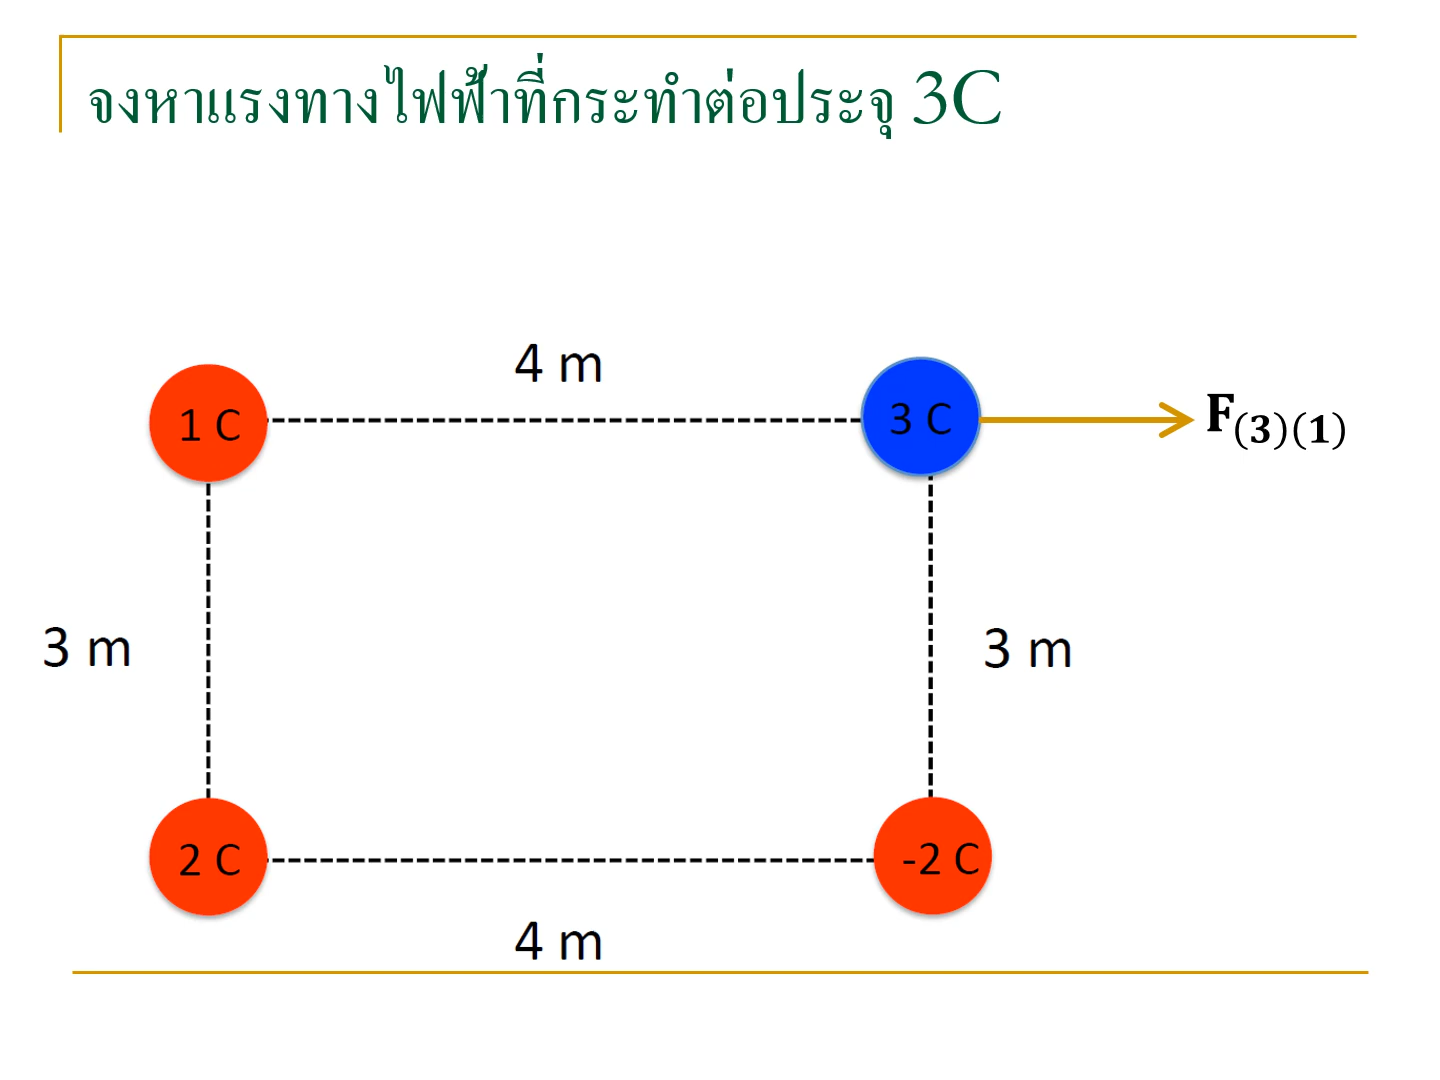 จงหาแรงทางไฟฟ้าที่กระทำต่อประจุ 3C
4 m
1 C
3 C
F(3)(1)
3 m
3 m
2 C
-2 C
4 m